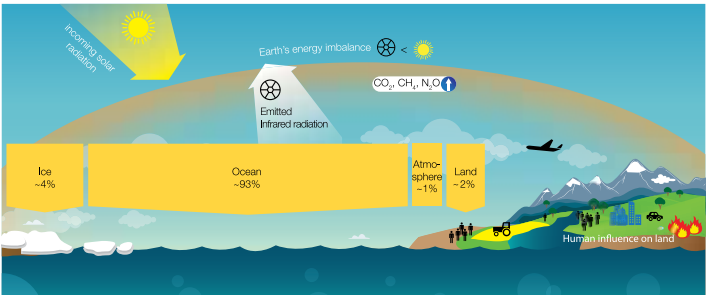 incoming solar
radiation
Earth's energy imbalance <
CO2, CH4, N2O
Emitted
Infrared radiation
Ice
~4%
Ocean
~93%
Atmo-
sphere
~1%
Land
~2%
Human influence on land